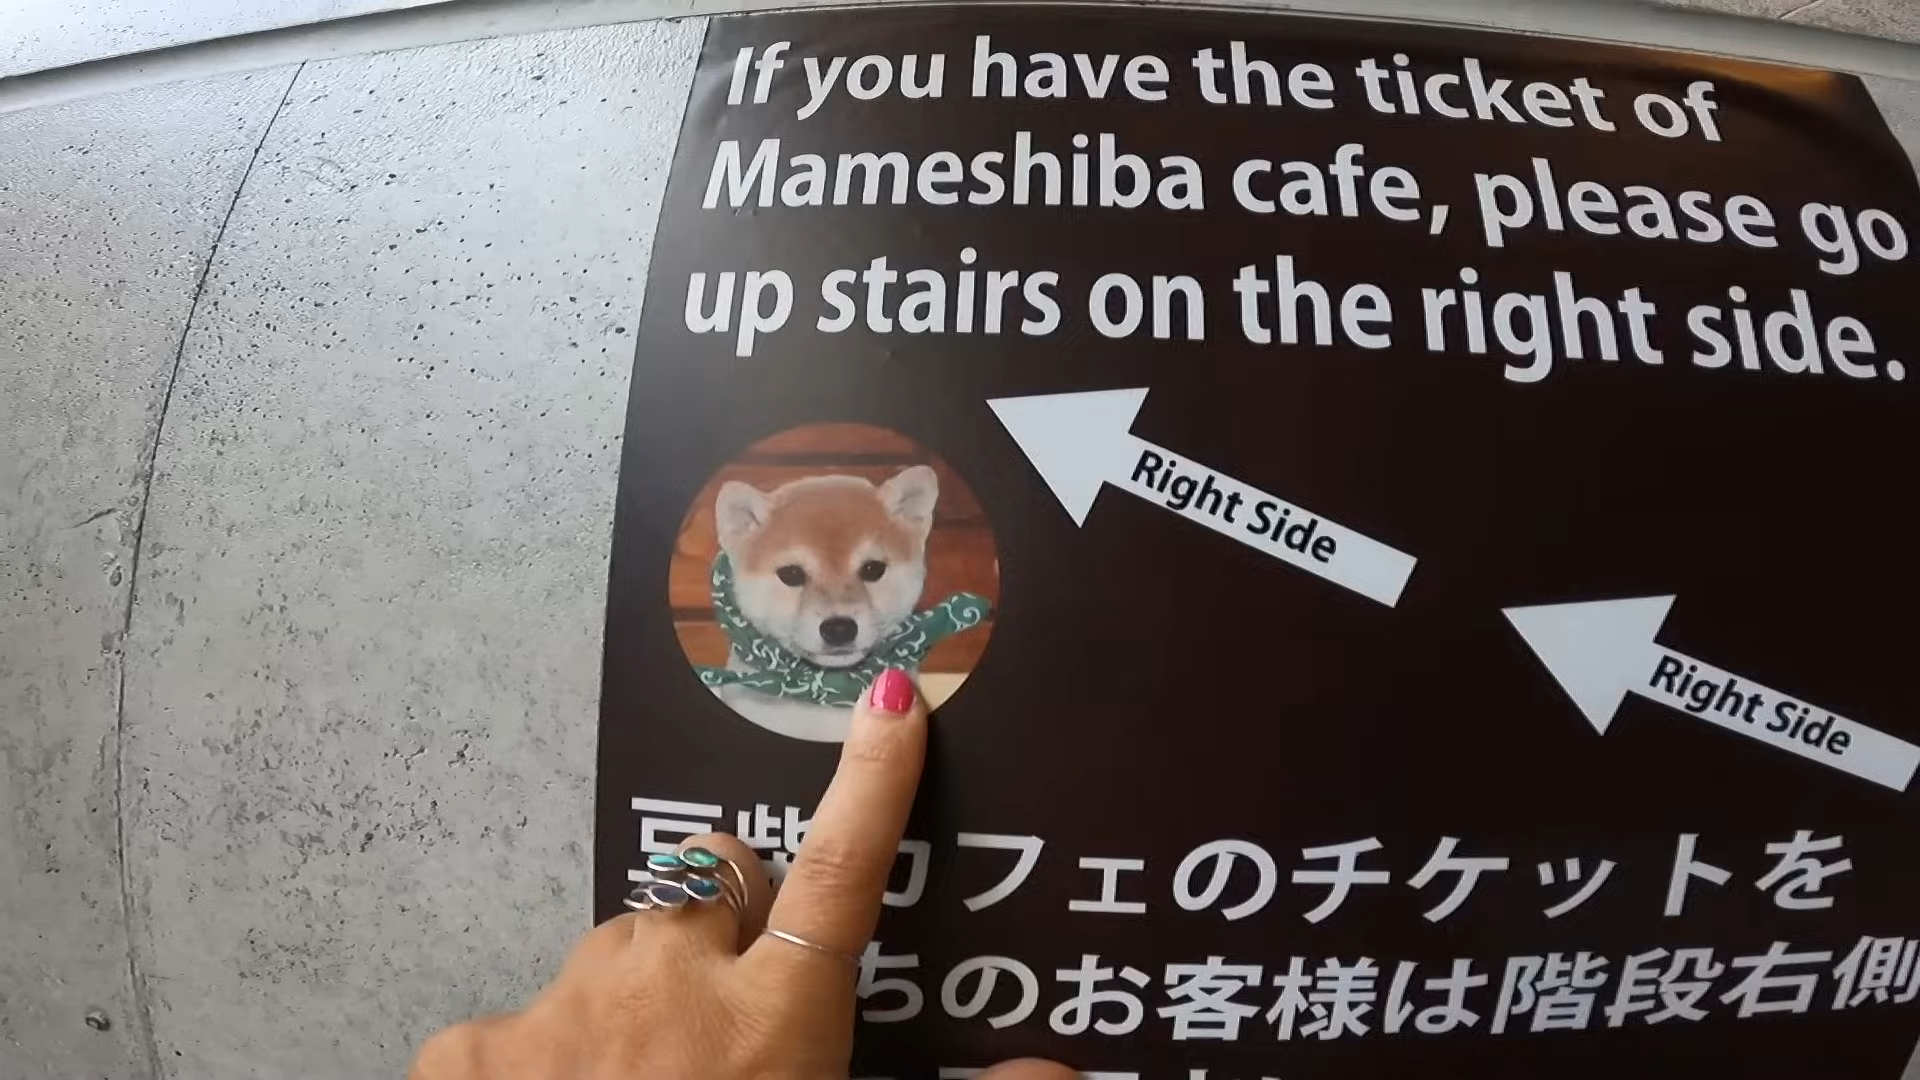 If you have the ticket of
Mameshiba cafe, please go
up stairs on the right side.
Right Side
Right Side
カフェのチケットを
ちのお客様は階段右側